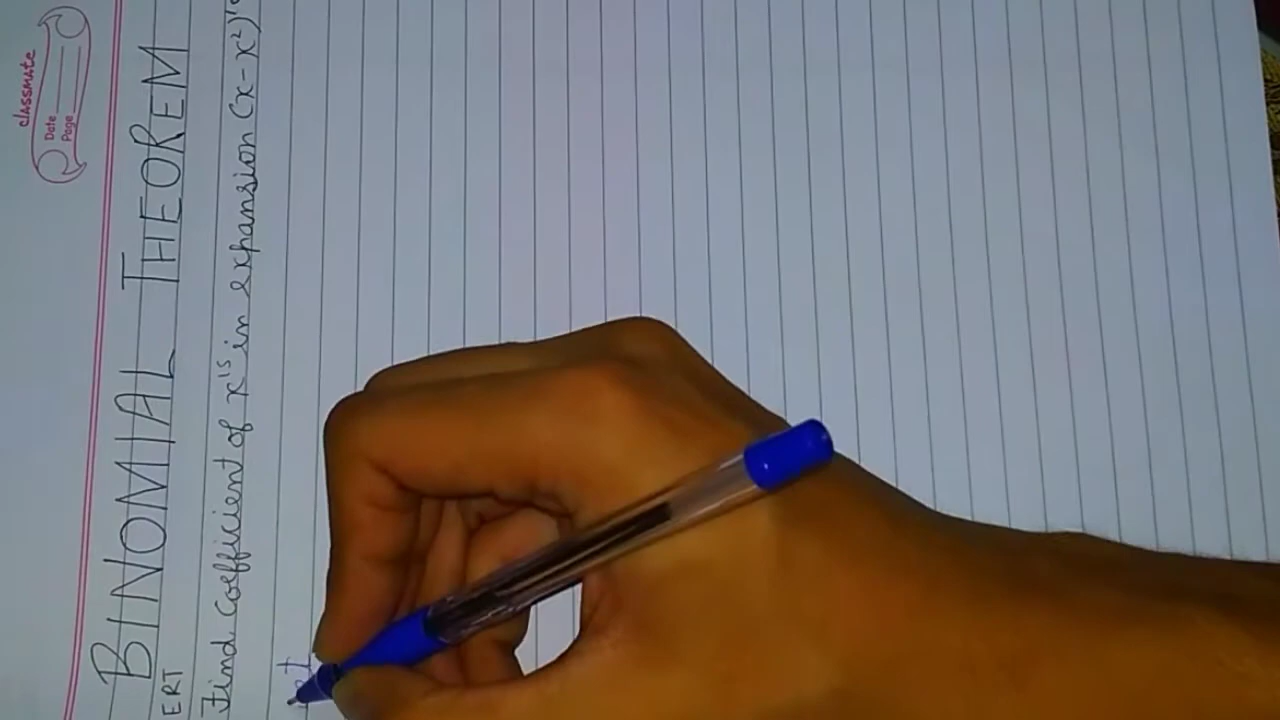 classmate
Date
Page
BINOMIAL THEOREM
ERT
Find Coefficient of x¹⁵ in expansion (x - x²)